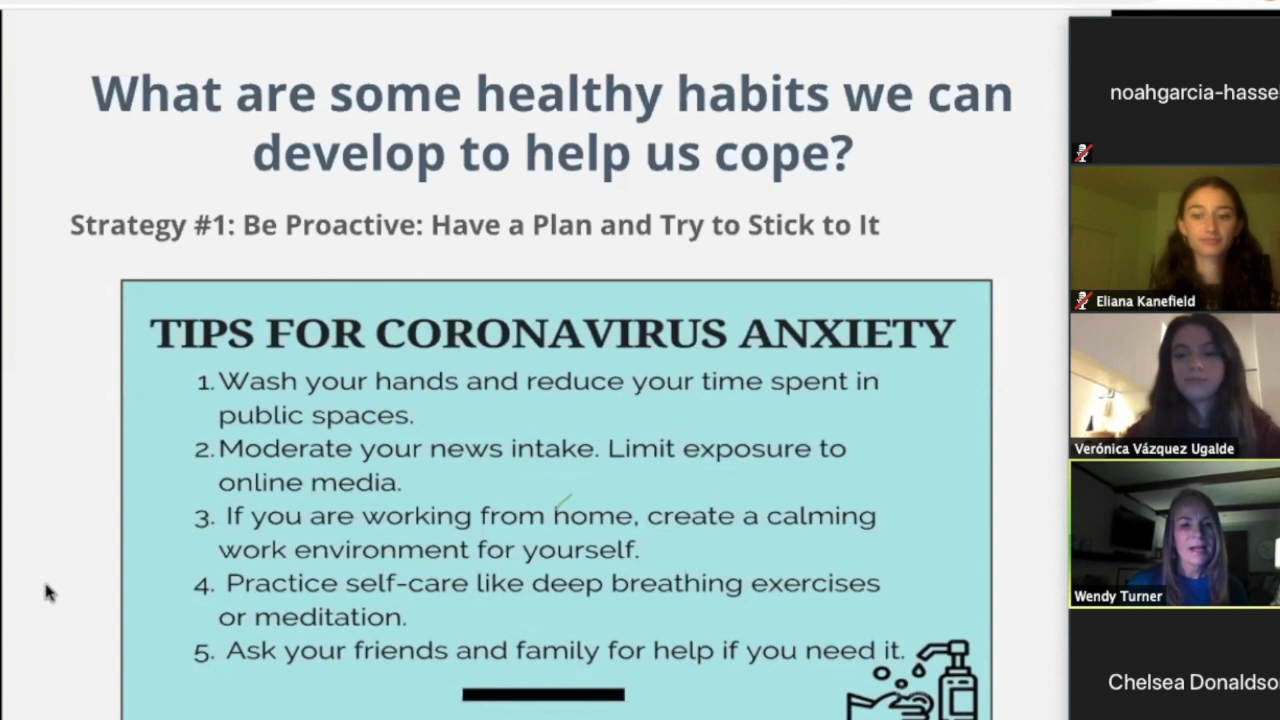 What are some healthy habits we can
develop to help us cope?
Strategy #1: Be Proactive: Have a Plan and Try to Stick to It
TIPS FOR CORONAVIRUS ANXIETY
1. Wash your hands and reduce your time spent in
public spaces.
2. Moderate your news intake. Limit exposure to
online media.
3. If you are working from home, create a calming
work environment for yourself.
4. Practice self-care like deep breathing exercises
or meditation.
5. Ask your friends and family for help if you need it.
noahgarcia-hasse
Eliana Kanefield
Verónica Vázquez Ugalde
Wendy Turner
Chelsea Donaldso